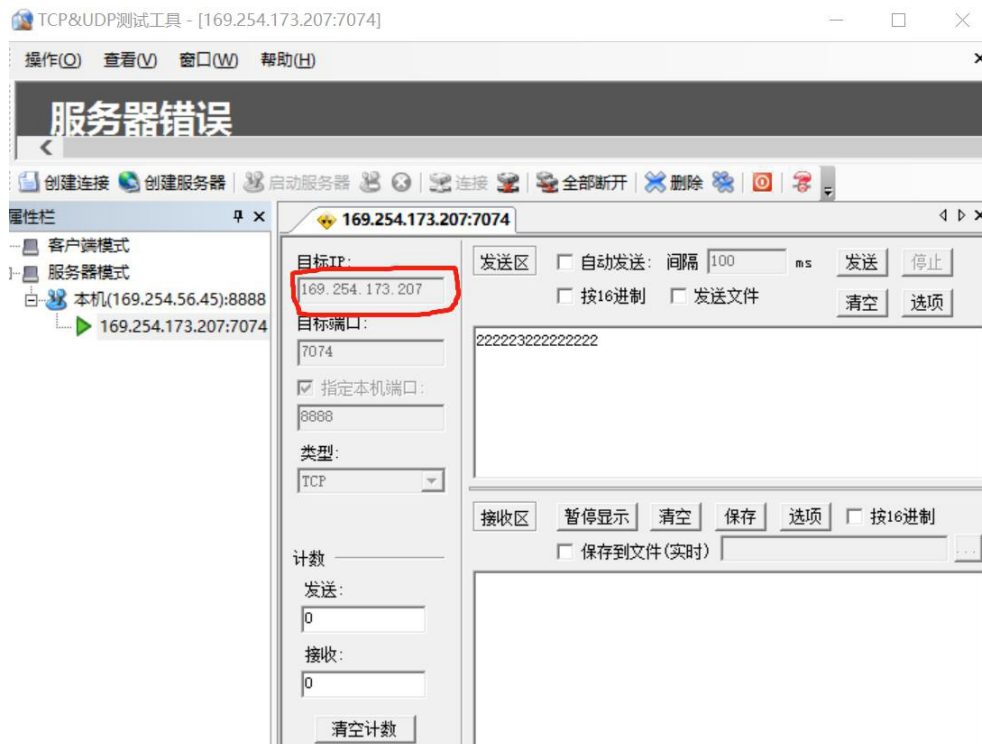 TCP&UDP测试工具 - [169.254.173.207:7074]
操作(O) 查看(V) 窗口(W) 帮助(H)
服务器错误
创建连接 创建服务器 启动服务器 连接 全部断开 删除
属性栏
客户端模式
服务器模式
本机(169.254.56.45):8888
169.254.173.207:7074
169.254.173.207:7074
目标IP:
169.254.173.207
目标端口:
7074
指定本机端口:
8888
类型:
TCP
计数
发送:
0
接收:
0
清空计数
发送区 自动发送: 间隔 100 ms 发送 停止
按16进制 发送文件 清空 选项
222223222222222
接收区 暂停显示 清空 保存 选项 按16进制
保存到文件(实时) ...